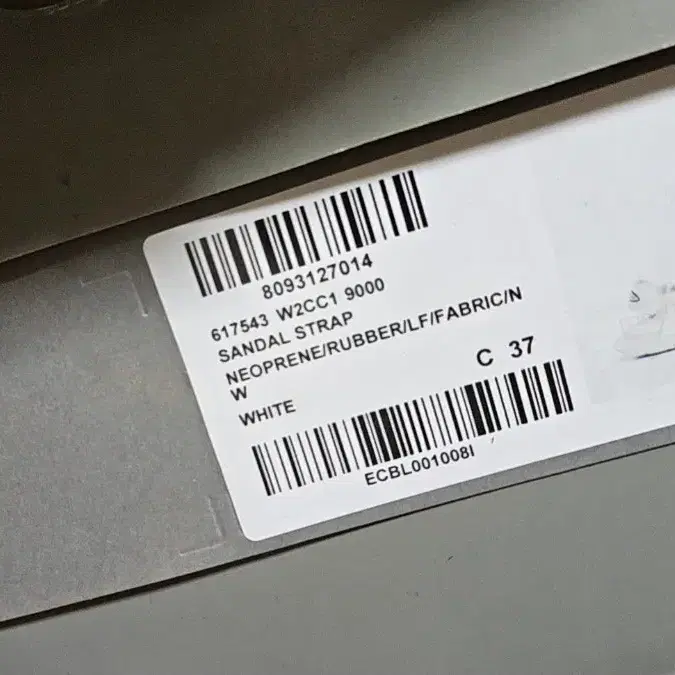 8093127014
617543 W2CC1 9000
SANDAL STRAP
NEOPRENE/RUBBER/LF/FABRIC/N
W
C 37
WHITE
ECBL001008I